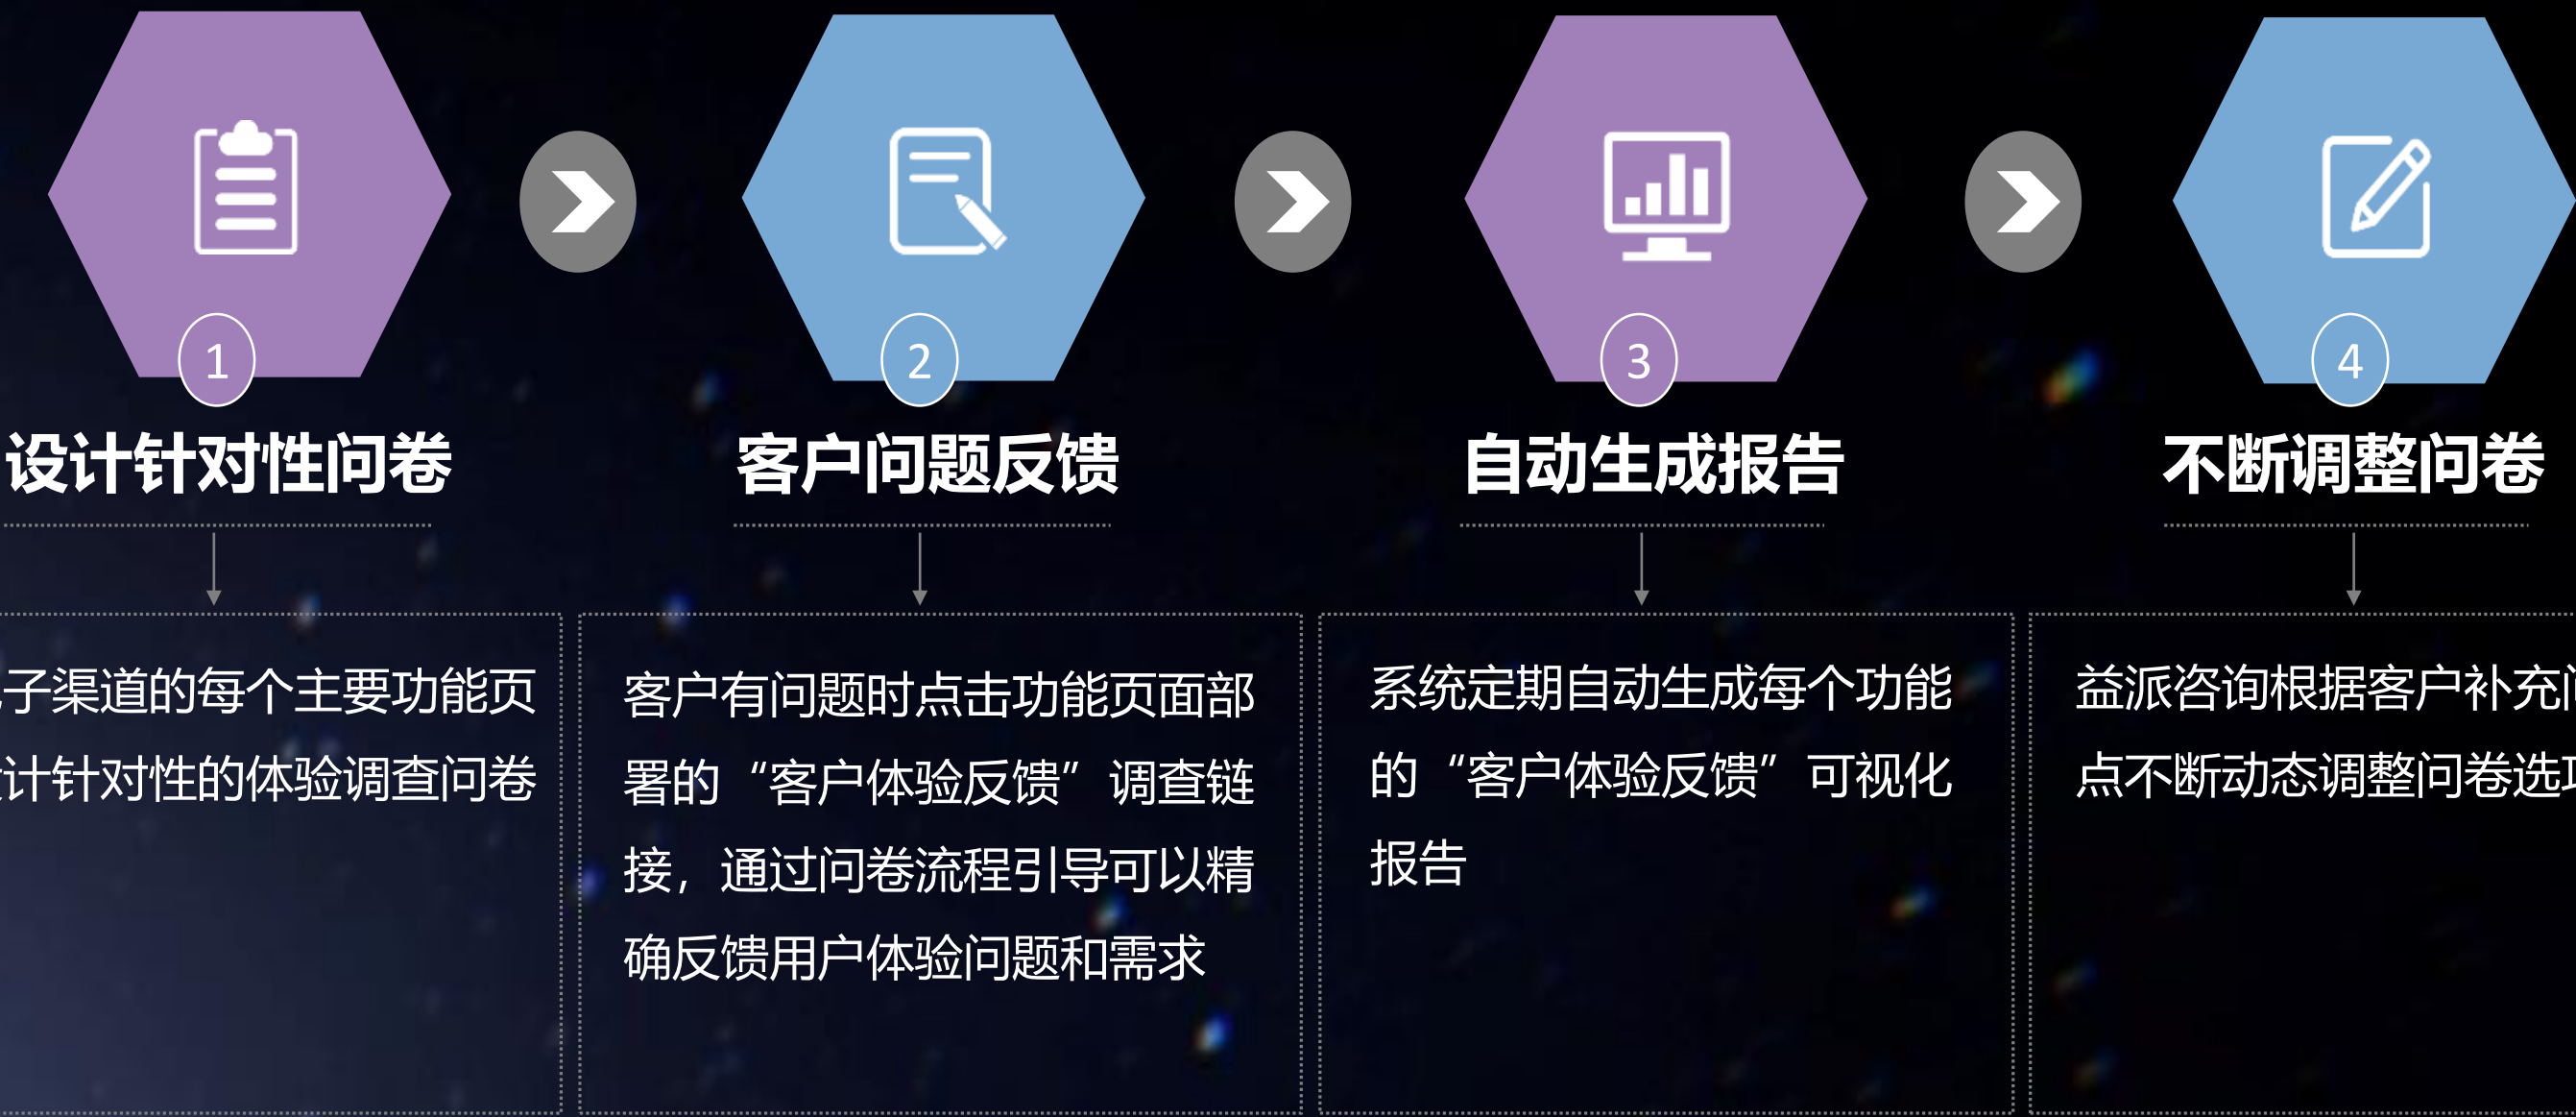 1
设计针对性问卷
子渠道的每个主要功能页
计针对性的体验调查问卷
2
客户问题反馈
客户有问题时点击功能页面部
署的“客户体验反馈”调查链
接，通过问卷流程引导可以精
确反馈用户体验问题和需求
3
自动生成报告
系统定期自动生成每个功能
的“客户体验反馈”可视化
报告
4
不断调整问卷
益派咨询根据客户补充
点不断动态调整问卷选